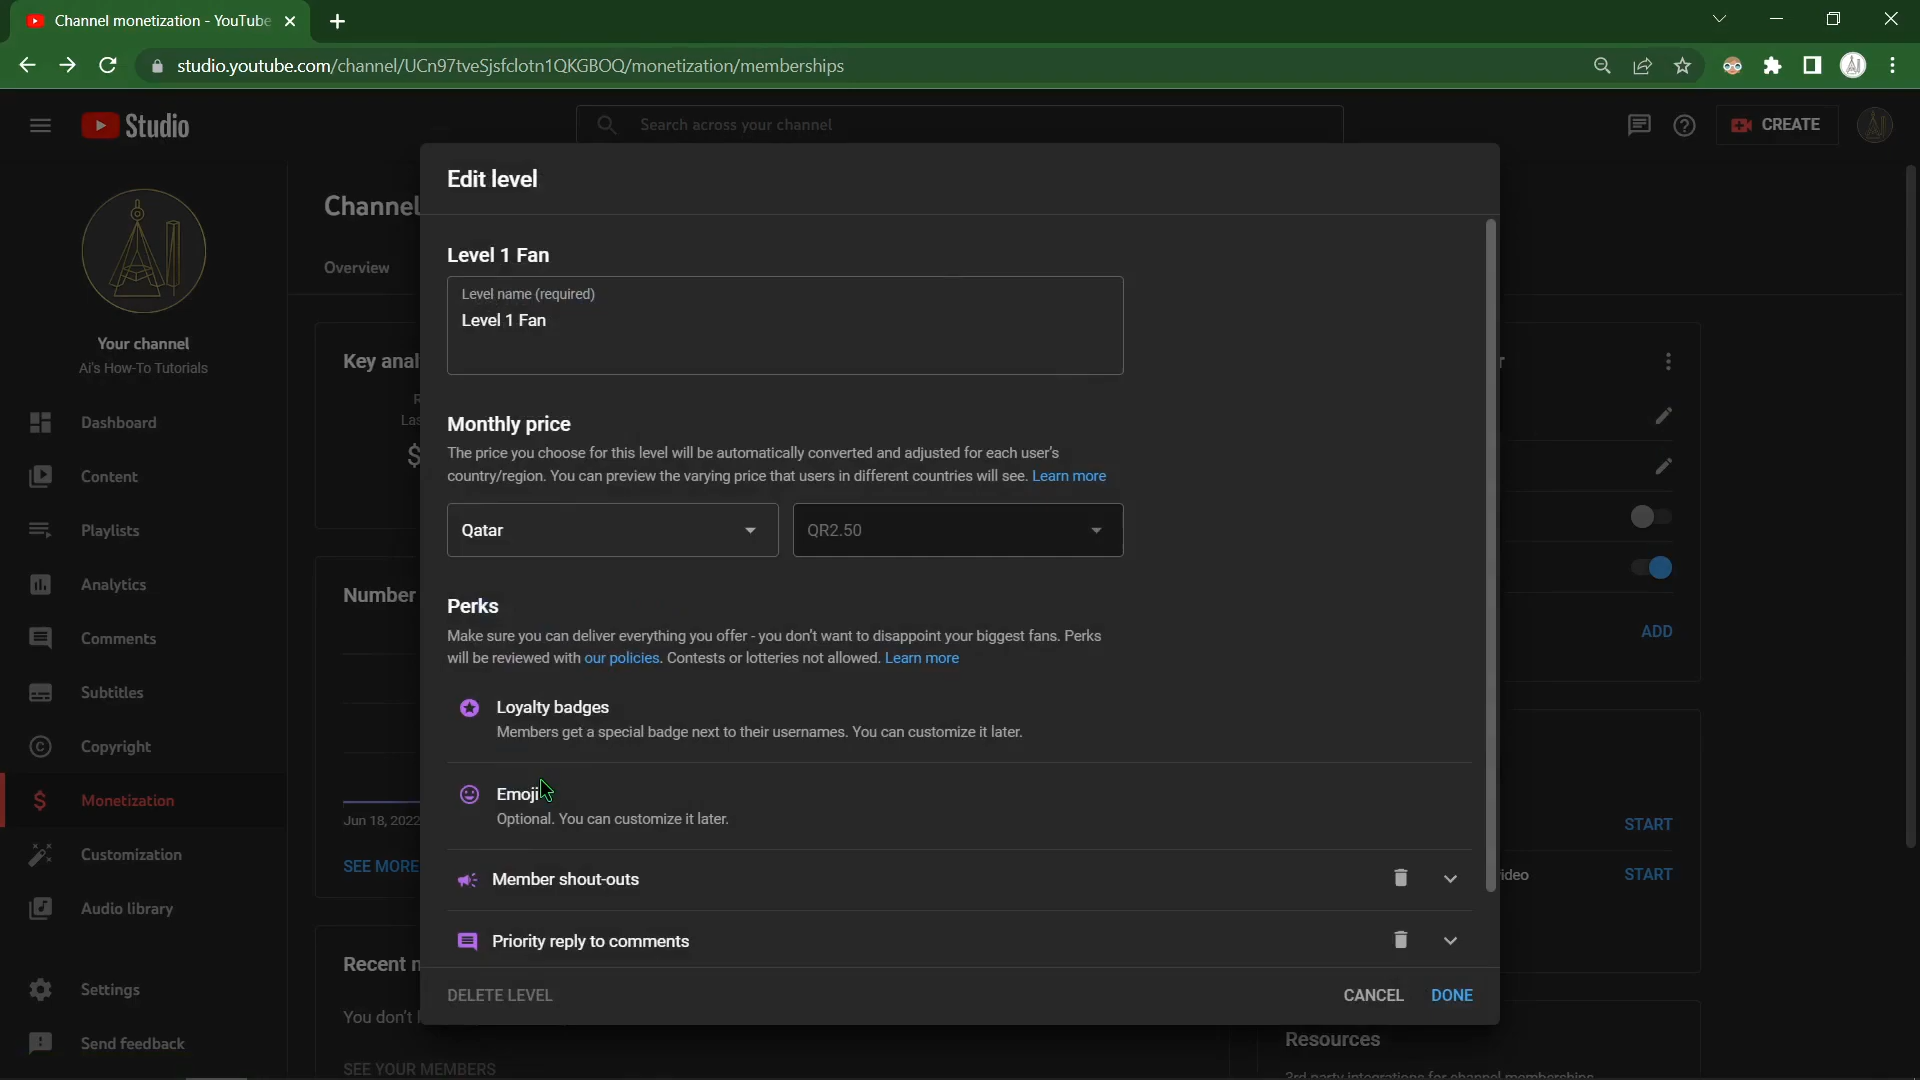 Channel monetization - YouTube
studio.youtube.com/channel/UCn97tveSjsfclotn1QKGBOQ/monetization/memberships
Studio
Search across your channel
CREATE
Your channel
Ai's How-To Tutorials
Dashboard
Content
Playlists
Analytics
Comments
Subtitles
Copyright
Monetization
Customization
Audio library
Settings
Send feedback
Channel
Overview
Key anal
Las
$
Number
Jun 18, 2022
SEE MORE
Recent
You don't
SEE YOUR MEMBERS
Edit level
Level 1 Fan
Level name (required)
Level 1 Fan
Monthly price
The price you choose for this level will be automatically converted and adjusted for each user's
country/region. You can preview the varying price that users in different countries will see. Learn more
Qatar
QR2.50
Perks
Make sure you can deliver everything you offer - you don't want to disappoint your biggest fans. Perks
will be reviewed with our policies. Contests or lotteries not allowed. Learn more
Loyalty badges
Members get a special badge next to their usernames. You can customize it later.
Emoji
Optional. You can customize it later.
Member shout-outs
Priority reply to comments
DELETE LEVEL
CANCEL
DONE
r
ADD
START
ideo
START
Resources
3rd party integrations for channel memberships